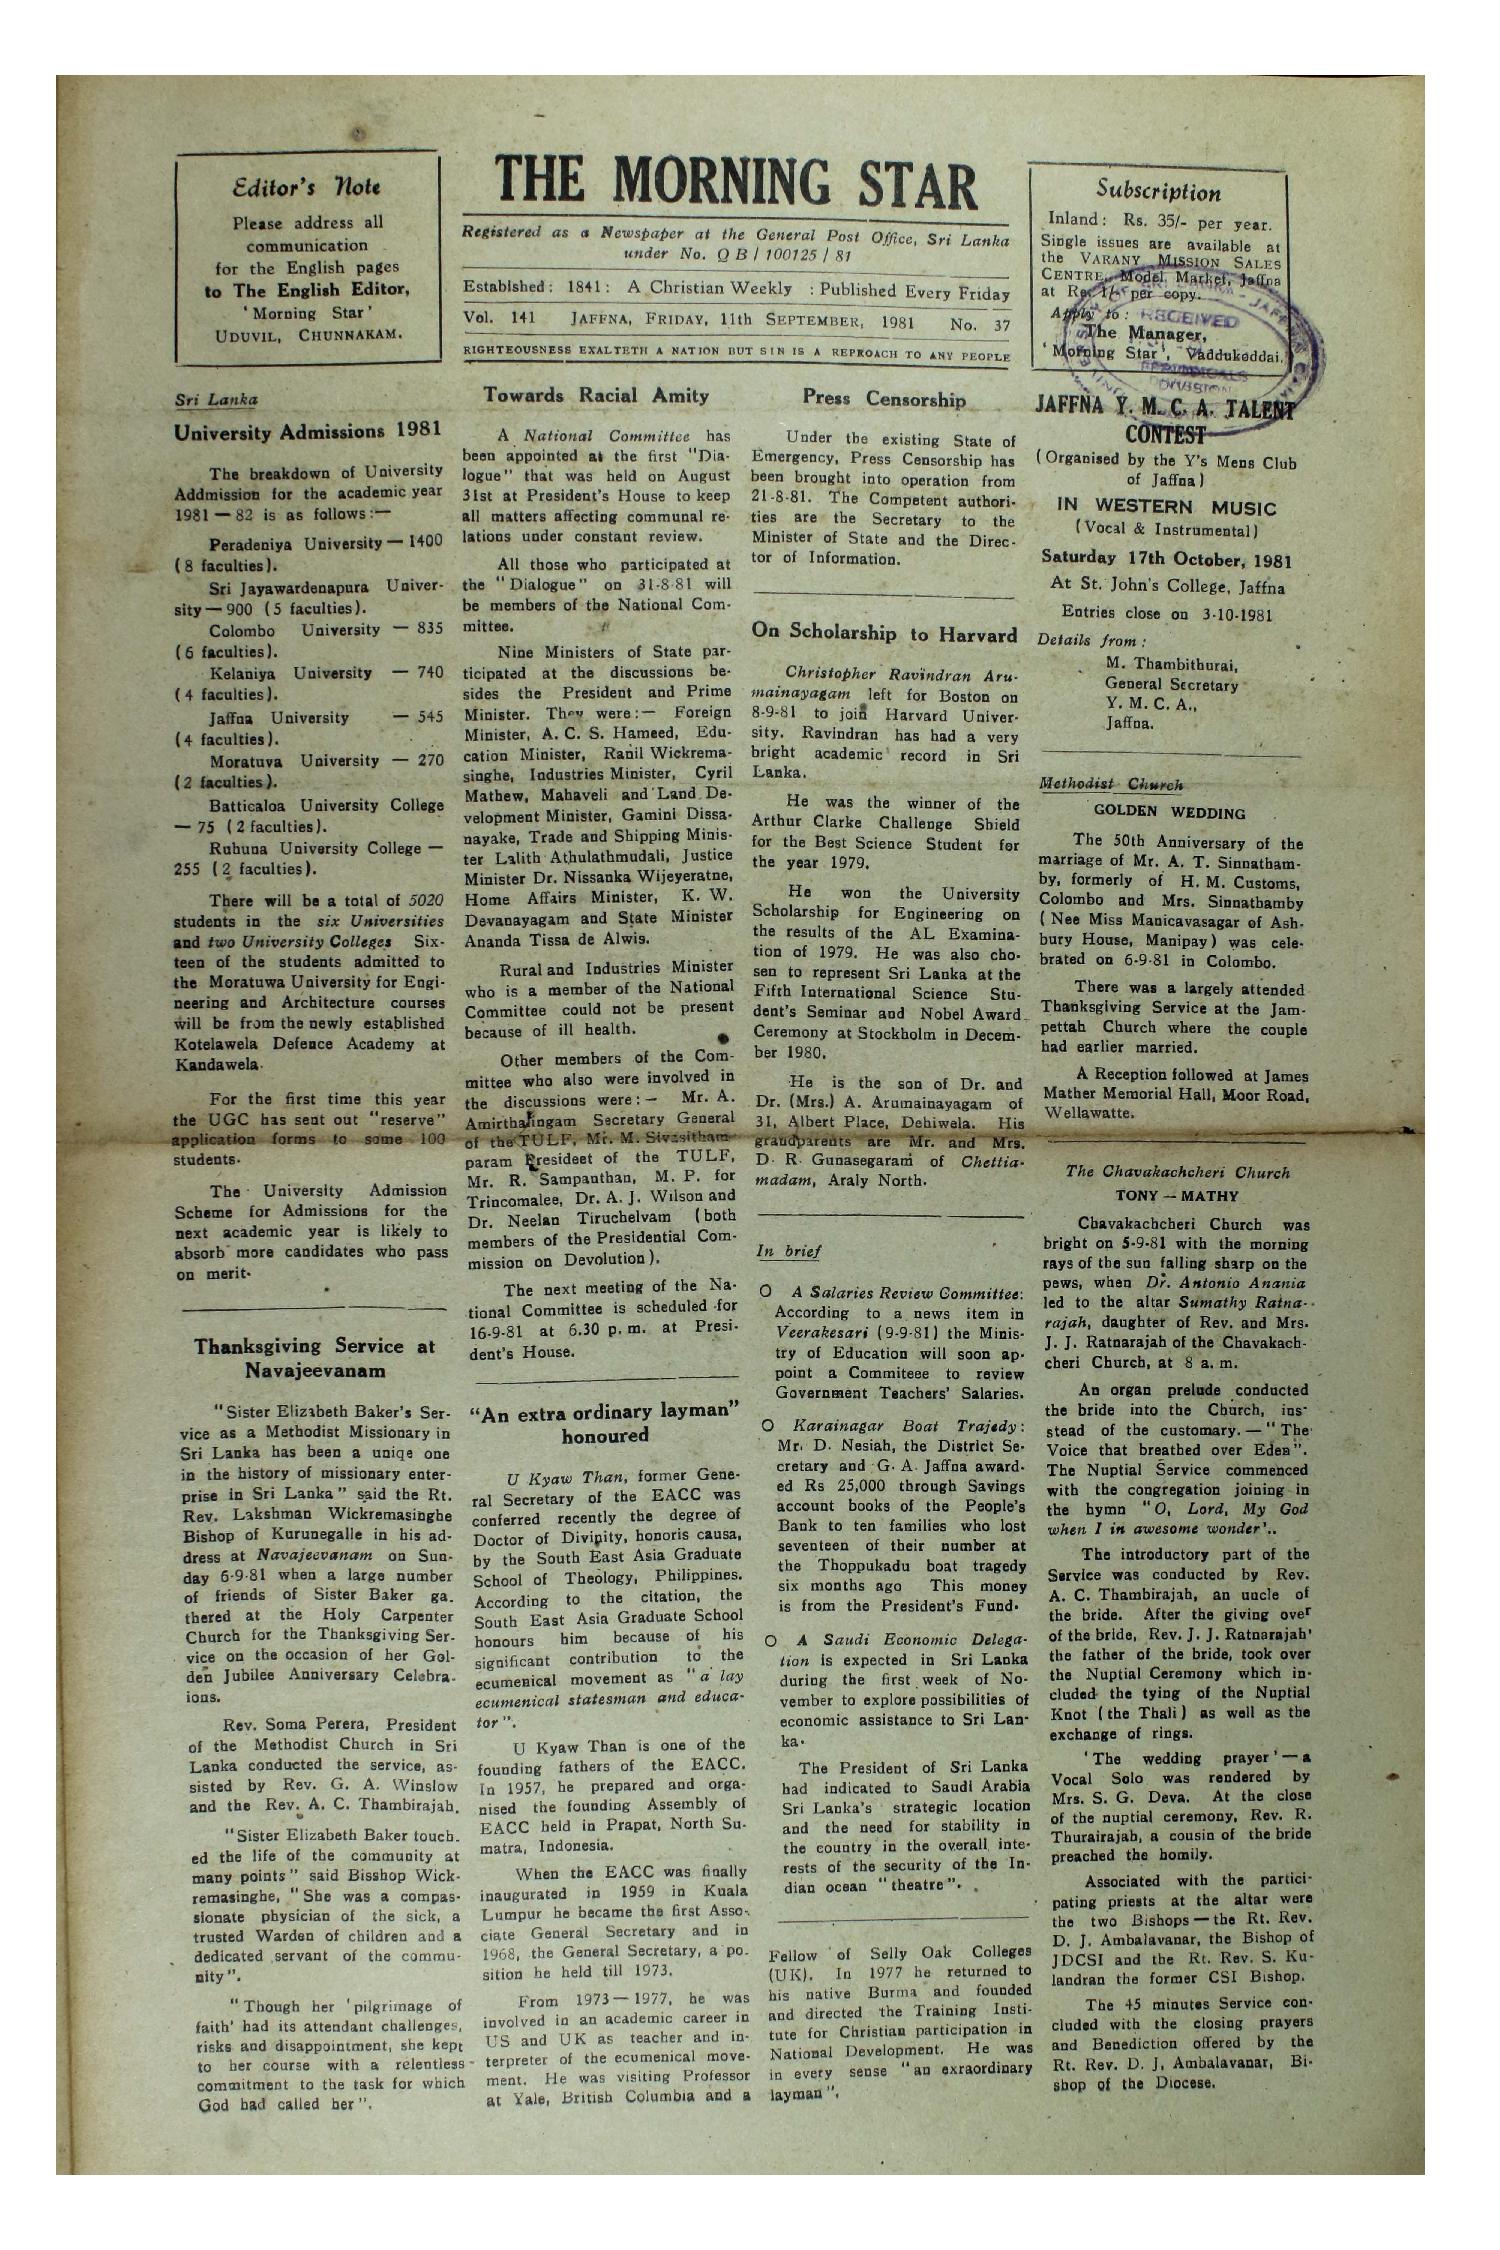 Editor's Note
Please address all
communication
for the English pages
to The English Editor,
'Morning Star'
UDUVIL, CHUNNAKAM.
THE MORNING STAR
Registered as a Newspaper at the General Post Office, Sri Lanka
under No. Q B / 100125 / 81
Establshed : 1841 : A Christian Weekly : Published Every Friday
Vol. 141 JAFFNA, FRIDAY, 11th SEPTEMBER, 1981 No. 37
RIGHTEOUSNESS EXALTETH A NATION BUT SIN IS A REPROACH TO ANY PEOPLE
Subscription
Inland : Rs. 35/- per year.
Single issues are available at
the VARANY MISSION SALES
CENTRE, Model Market, Jaffna
at Re. 1/- per copy.
Apply to :
The Manager,
'Morning Star', Vaddukoddai.
RECEIVED
PERIODICALS
DIVISION
Sri Lanka
University Admissions 1981
The breakdown of University
Addmission for the academic year
1981 — 82 is as follows :—
Peradeniya University — 1400
( 8 faculties ).
Sri Jayawardenapura Univer-
sity — 900 ( 5 faculties ).
Colombo University — 835
( 6 faculties ).
Kelaniya University — 740
( 4 faculties ).
Jaffna University — 545
( 4 faculties ).
Moratuva University — 270
( 2 faculties ).
Batticaloa University College
— 75 ( 2 faculties ).
Ruhuna University College —
255 ( 2 faculties ).
There will be a total of 5020
students in the six Universities
and two University Colleges Six-
teen of the students admitted to
the Moratuwa University for Engi-
neering and Architecture courses
will be from the newly established
Kotelawela Defence Academy at
Kandawela.
For the first time this year
the UGC has sent out "reserve"
application forms to some 100
students.
The University Admission
Scheme for Admissions for the
next academic year is likely to
absorb more candidates who pass
on merit.
Thanksgiving Service at
Navajeevanam
"Sister Elizabeth Baker's Ser-
vice as a Methodist Missionary in
Sri Lanka has been a uniqe one
in the history of missionary enter-
prise in Sri Lanka" said the Rt.
Rev. Lakshman Wickremasinghe
Bishop of Kurunegalle in his ad-
dress at Navajeevanam on Sun-
day 6-9-81 when a large number
of friends of Sister Baker ga.
thered at the Holy Carpenter
Church for the Thanksgiving Ser-
vice on the occasion of her Gol-
den Jubilee Anniversary Celebra-
ions.
Rev. Soma Perera, President
of the Methodist Church in Sri
Lanka conducted the service, as-
sisted by Rev. G. A. Winslow
and the Rev. A. C. Thambirajah.
"Sister Elizabeth Baker touch.
ed the life of the community at
many points" said Bisshop Wick-
remasinghe, "She was a compas-
sionate physician of the sick, a
trusted Warden of children and a
dedicated servant of the commu-
nity".
"Though her 'pilgrimage of
faith' had its attendant challenges,
risks and disappointment, she kept
to her course with a relentless-
commitment to the task for which
God had called her".
Towards Racial Amity
A National Committee has
been appointed at the first "Dia-
logue" that was held on August
31st at President's House to keep
all matters affecting communal re-
lations under constant review.
All those who participated at
the "Dialogue" on 31-8-81 will
be members of the National Com-
mittee.
Nine Ministers of State par-
ticipated at the discussions be-
sides the President and Prime
Minister. They were :— Foreign
Minister, A. C. S. Hameed, Edu-
cation Minister, Ranil Wickrema-
singhe, Industries Minister, Cyril
Mathew, Mahaveli and Land De-
velopment Minister, Gamini Dissa-
nayake, Trade and Shipping Minis-
ter Lalith Athulathmudali, Justice
Minister Dr. Nissanka Wijeyeratne,
Home Affairs Minister, K. W.
Devanayagam and State Minister
Ananda Tissa de Alwis.
Rural and Industries Minister
who is a member of the National
Committee could not be present
because of ill health.
Other members of the Com-
mittee who also were involved in
the discussions were : — Mr. A.
Amirthalingam Secretary General
of the TULF, Mr. M. Sivasitham-
param Presideet of the TULF,
Mr. R. Sampanthan, M. P. for
Trincomalee, Dr. A. J. Wilson and
Dr. Neelan Tiruchelvam ( both
members of the Presidential Com-
mission on Devolution ).
The next meeting of the Na-
tional Committee is scheduled for
16-9-81 at 6.30 p. m. at Presi-
dent's House.
"An extra ordinary layman"
honoured
U Kyaw Than, former Gene-
ral Secretary of the EACC was
conferred recently the degree of
Doctor of Divinity, honoris causa,
by the South East Asia Graduate
School of Theology, Philippines.
According to the citation, the
South East Asia Graduate School
honours him because of his
significant contribution to the
ecumenical movement as "a lay
ecumenical statesman and educa-
tor".
U Kyaw Than is one of the
founding fathers of the EACC.
In 1957, he prepared and orga-
nised the founding Assembly of
EACC held in Prapat, North Su-
matra, Indonesia.
When the EACC was finally
inaugurated in 1959 in Kuala
Lumpur he became the first Asso-
ciate General Secretary and in
1968, the General Secretary, a po-
sition he held till 1973.
From 1973 — 1977, he was
involved in an academic career in
US and UK as teacher and in-
terpreter of the ecumenical move-
ment. He was visiting Professor
at Yale, British Columbia and a
Press Censorship
Under the existing State of
Emergency, Press Censorship has
been brought into operation from
21-8-81. The Competent authori-
ties are the Secretary to the
Minister of State and the Direc-
tor of Information.
On Scholarship to Harvard
Christopher Ravindran Aru-
mainayagam left for Boston on
8-9-81 to join Harvard Univer-
sity. Ravindran has had a very
bright academic record in Sri
Lanka.
He was the winner of the
Arthur Clarke Challenge Shield
for the Best Science Student for
the year 1979.
He won the University
Scholarship for Engineering on
the results of the AL Examina-
tion of 1979. He was also cho-
sen to represent Sri Lanka at the
Fifth International Science Stu-
dent's Seminar and Nobel Award
Ceremony at Stockholm in Decem-
ber 1980.
He is the son of Dr. and
Dr. (Mrs.) A. Arumainayagam of
31, Albert Place, Dehiwela. His
grandparents are Mr. and Mrs.
D. R. Gunasegaram of Chettia-
madam, Araly North.
In brief
O A Salaries Review Committee:
According to a news item in
Veerakesari (9-9-81) the Minis-
try of Education will soon ap-
point a Commiteee to review
Government Teachers' Salaries.
O Karainagar Boat Trajedy :
Mr. D. Nesiah, the District Se-
cretary and G. A. Jaffna award-
ed Rs 25,000 through Savings
account books of the People's
Bank to ten families who lost
seventeen of their number at
the Thoppukadu boat tragedy
six months ago This money
is from the President's Fund.
O A Saudi Economic Delega-
tion is expected in Sri Lanka
during the first week of No-
vember to explore possibilities of
economic assistance to Sri Lan-
ka.
The President of Sri Lanka
had indicated to Saudi Arabia
Sri Lanka's strategic location
and the need for stability in
the country in the overall inte-
rests of the security of the In-
dian ocean "theatre".
Fellow of Selly Oak Colleges
(UK). In 1977 he returned to
his native Burma and founded
and directed the Training Insti-
tute for Christian participation in
National Development. He was
in every sense "an exraordinary
layman".
JAFFNA Y. M. C. A. TALENT
CONTEST
( Organised by the Y's Mens Club
of Jaffna )
IN WESTERN MUSIC
( Vocal & Instrumental )
Saturday 17th October, 1981
At St. John's College, Jaffna
Entries close on 3-10-1981
Details from :
M. Thambithurai,
General Secretary
Y. M. C. A.,
Jaffna.
Methodist Church
GOLDEN WEDDING
The 50th Anniversary of the
marriage of Mr. A. T. Sinnatham-
by, formerly of H. M. Customs,
Colombo and Mrs. Sinnathamby
( Nee Miss Manicavasagar of Ash-
bury House, Manipay ) was cele-
brated on 6-9-81 in Colombo.
There was a largely attended
Thanksgiving Service at the Jam-
pettah Church where the couple
had earlier married.
A Reception followed at James
Mather Memorial Hall, Moor Road,
Wellawatte.
The Chavakachcheri Church
TONY — MATHY
Chavakachcheri Church was
bright on 5-9-81 with the morning
rays of the sun falling sharp on the
pews, when Dr. Antonio Anania
led to the altar Sumathy Ratna-
rajah, daughter of Rev. and Mrs.
J. J. Ratnarajah of the Chavakach-
cheri Church, at 8 a. m.
An organ prelude conducted
the bride into the Church, ins-
stead of the customary. — "The
Voice that breathed over Eden".
The Nuptial Service commenced
with the congregation joining in
the hymn "O, Lord, My God
when I in awesome wonder'..
The introductory part of the
Service was conducted by Rev.
A. C. Thambirajah, an uncle of
the bride. After the giving over
of the bride, Rev. J. J. Ratnarajah'
the father of the bride, took over
the Nuptial Ceremony which in-
cluded the tying of the Nuptial
Knot ( the Thali ) as well as the
exchange of rings.
'The wedding prayer' — a
Vocal Solo was rendered by
Mrs. S. G. Deva. At the close
of the nuptial ceremony, Rev. R.
Thurairajah, a cousin of the bride
preached the homily.
Associated with the partici-
pating priests at the altar were
the two Bishops — the Rt. Rev.
D. J. Ambalavanar, the Bishop of
JDCSI and the Rt. Rev. S. Ku-
landran the former CSI Bishop.
The 45 minutes Service con-
cluded with the closing prayers
and Benediction offered by the
Rt. Rev. D. J. Ambalavanar, Bi-
shop of the Diocese.